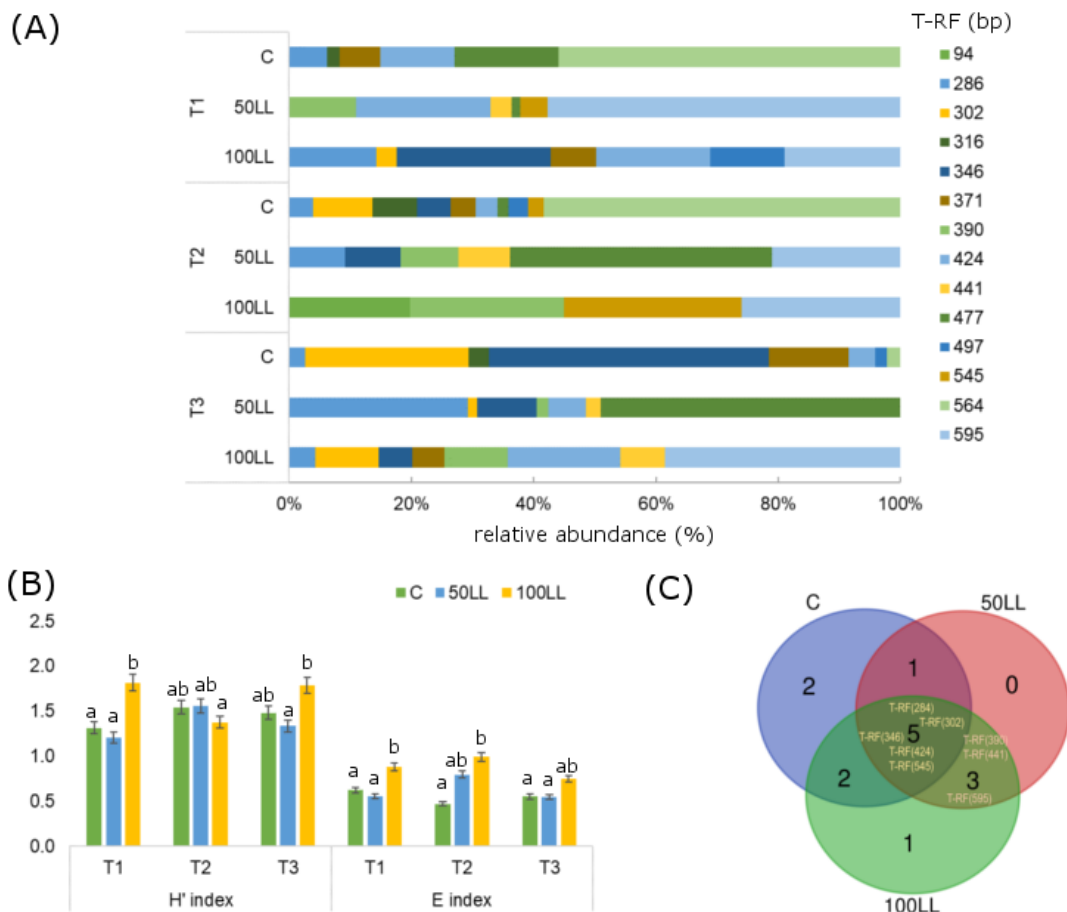 (A)
T-RF (bp)
94
286
302
316
346
371
390
424
441
477
497
545
564
595
T1
C
50LL
100LL
T2
C
50LL
100LL
T3
C
50LL
100LL
0% 20% 40% 60% 80% 100%
relative abundance (%)
(B)
C 50LL 100LL
2.5
2.0
1.5
1.0
0.5
0.0
a a b ab ab a ab a b
a a b a ab b a a ab
T1 T2 T3 T1 T2 T3
H' index E index
(C)
C 50LL
1
2 0
T-RF(284)
T-RF(302)
5
T-RF(346)
T-RF(424)
T-RF(545)
T-RF(390)
T-RF(441)
2 3
T-RF(595)
1
100LL